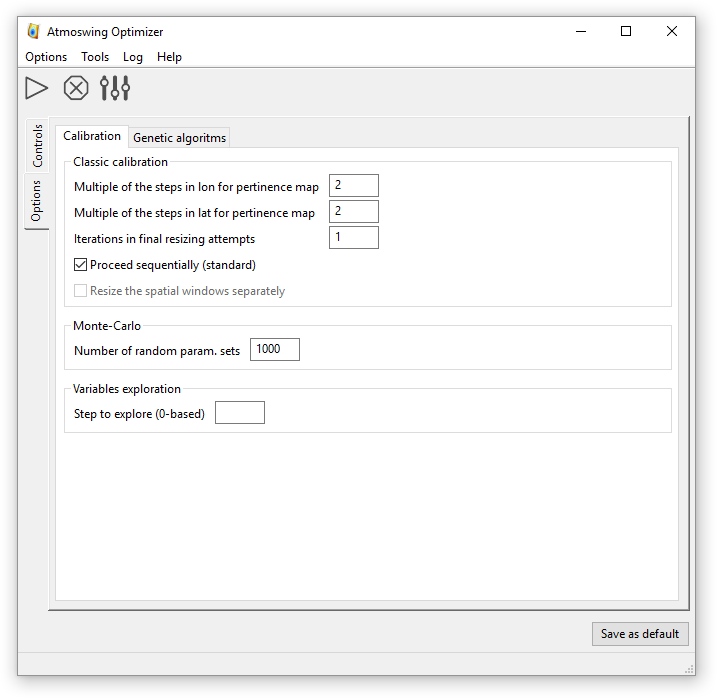 Atmoswing Optimizer
Options Tools Log Help
Controls
Options
Calibration Genetic algoritms
Classic calibration
Multiple of the steps in lon for pertinence map 2
Multiple of the steps in lat for pertinence map 2
Iterations in final resizing attempts 1
Proceed sequentially (standard)
Resize the spatial windows separately
Monte-Carlo
Number of random param. sets 1000
Variables exploration
Step to explore (0-based)
Save as default